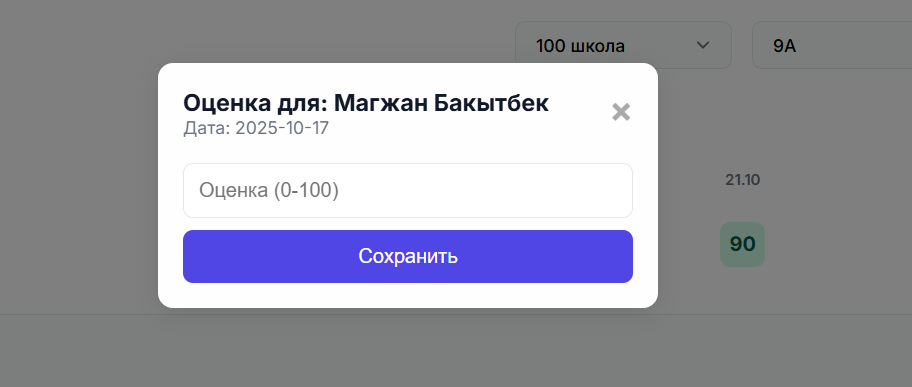 100 школа
9А
Оценка для: Магжан Бакытбек
Дата: 2025-10-17
Оценка (0-100)
21.10
90
Сохранить